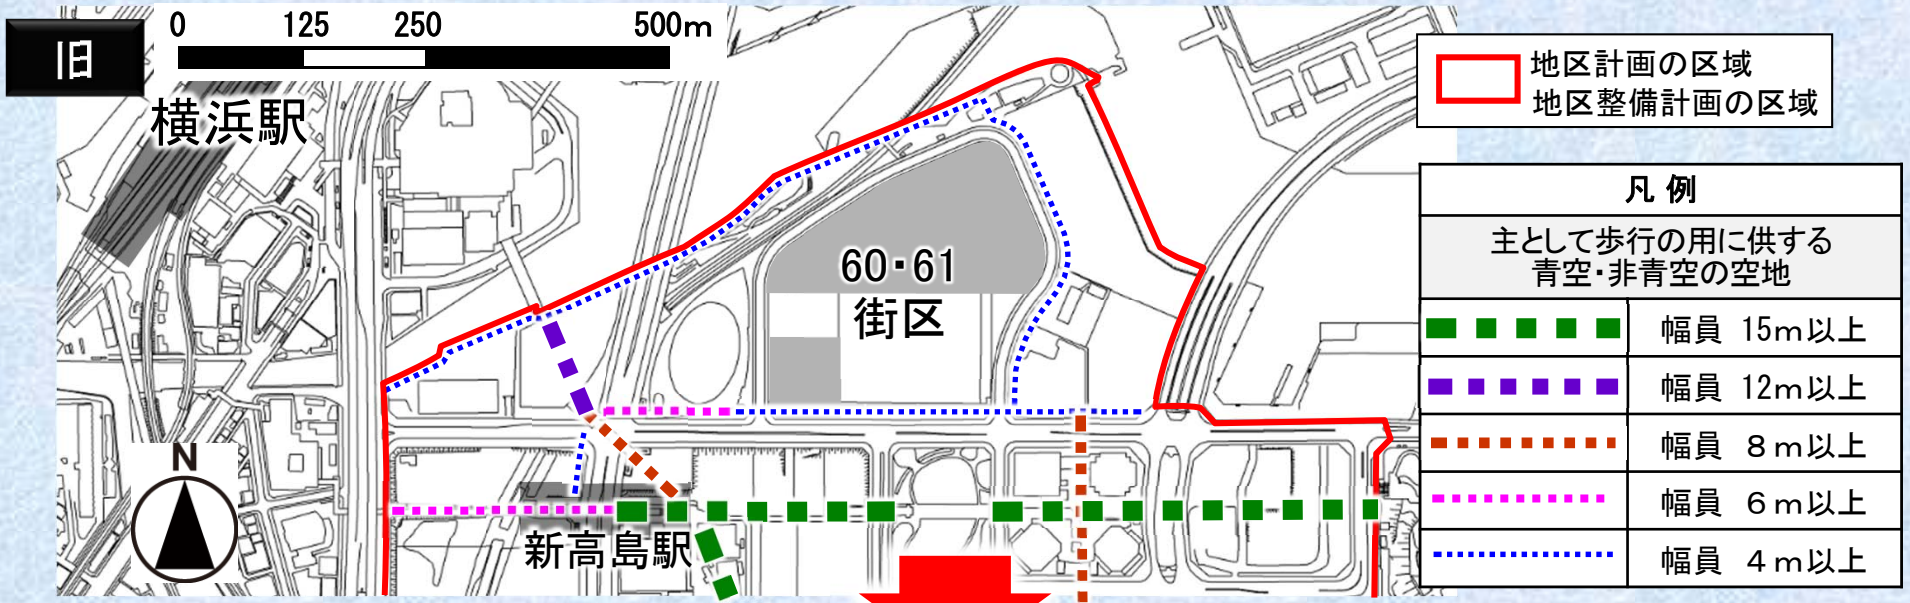 旧
0 125 250 500m
横浜駅
60・61
街区
新高島駅
N
地区計画の区域
地区整備計画の区域
凡例
主として歩行の用に供する
青空・非青空の空地
幅員 15m以上
幅員 12m以上
幅員 8m以上
幅員 6m以上
幅員 4m以上